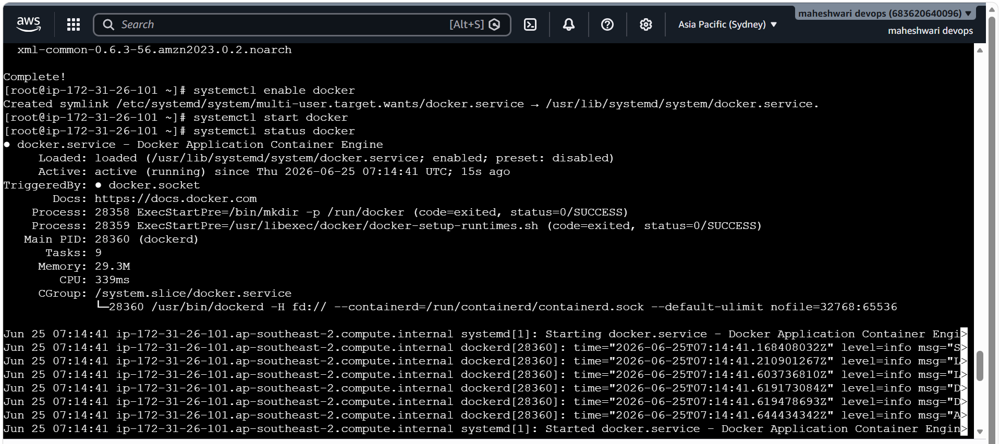 aws
Search [Alt+S]
Asia Pacific (Sydney) ▼
maheshwari devops (683620640096) ▼
maheshwari devops
xml-common-0.6.3-56.amzn2023.0.2.noarch
Complete!
[root@ip-172-31-26-101 ~]# systemctl enable docker
Created symlink /etc/systemd/system/multi-user.target.wants/docker.service → /usr/lib/systemd/system/docker.service.
[root@ip-172-31-26-101 ~]# systemctl start docker
[root@ip-172-31-26-101 ~]# systemctl status docker
● docker.service - Docker Application Container Engine
Loaded: loaded (/usr/lib/systemd/system/docker.service; enabled; preset: disabled)
Active: active (running) since Thu 2026-06-25 07:14:41 UTC; 15s ago
TriggeredBy: ● docker.socket
Docs: https://docs.docker.com
Process: 28358 ExecStartPre=/bin/mkdir -p /run/docker (code=exited, status=0/SUCCESS)
Process: 28359 ExecStartPre=/usr/libexec/docker/docker-setup-runtimes.sh (code=exited, status=0/SUCCESS)
Main PID: 28360 (dockerd)
Tasks: 9
Memory: 29.3M
CPU: 339ms
CGroup: /system.slice/docker.service
└─28360 /usr/bin/dockerd -H fd:// --containerd=/run/containerd/containerd.sock --default-ulimit nofile=32768:65536
Jun 25 07:14:41 ip-172-31-26-101.ap-southeast-2.compute.internal systemd[1]: Starting docker.service - Docker Application Container Engi>
Jun 25 07:14:41 ip-172-31-26-101.ap-southeast-2.compute.internal dockerd[28360]: time="2026-06-25T07:14:41.168408032Z" level=info msg="S>
Jun 25 07:14:41 ip-172-31-26-101.ap-southeast-2.compute.internal dockerd[28360]: time="2026-06-25T07:14:41.210901267Z" level=info msg="L>
Jun 25 07:14:41 ip-172-31-26-101.ap-southeast-2.compute.internal dockerd[28360]: time="2026-06-25T07:14:41.603736810Z" level=info msg="L>
Jun 25 07:14:41 ip-172-31-26-101.ap-southeast-2.compute.internal dockerd[28360]: time="2026-06-25T07:14:41.619173084Z" level=info msg="D>
Jun 25 07:14:41 ip-172-31-26-101.ap-southeast-2.compute.internal dockerd[28360]: time="2026-06-25T07:14:41.619478693Z" level=info msg="D>
Jun 25 07:14:41 ip-172-31-26-101.ap-southeast-2.compute.internal dockerd[28360]: time="2026-06-25T07:14:41.644434342Z" level=info msg="A>
Jun 25 07:14:41 ip-172-31-26-101.ap-southeast-2.compute.internal systemd[1]: Started docker.service - Docker Application Container Engin>